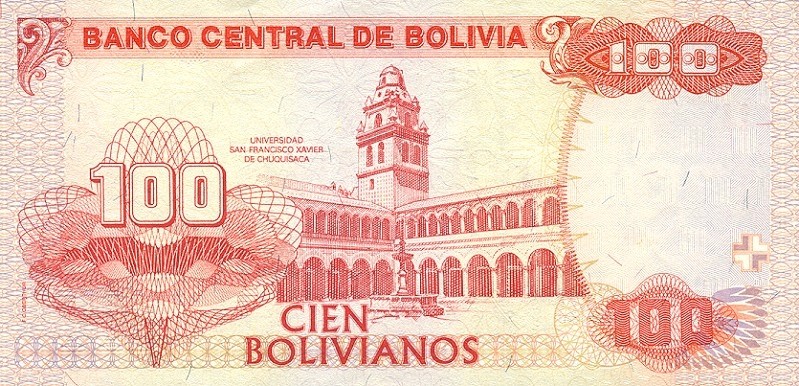 BANCO CENTRAL DE BOLIVIA
100
UNIVERSIDAD
SAN FRANCISCO XAVIER
DE CHUQUISACA
100
CIEN
BOLIVIANOS
100